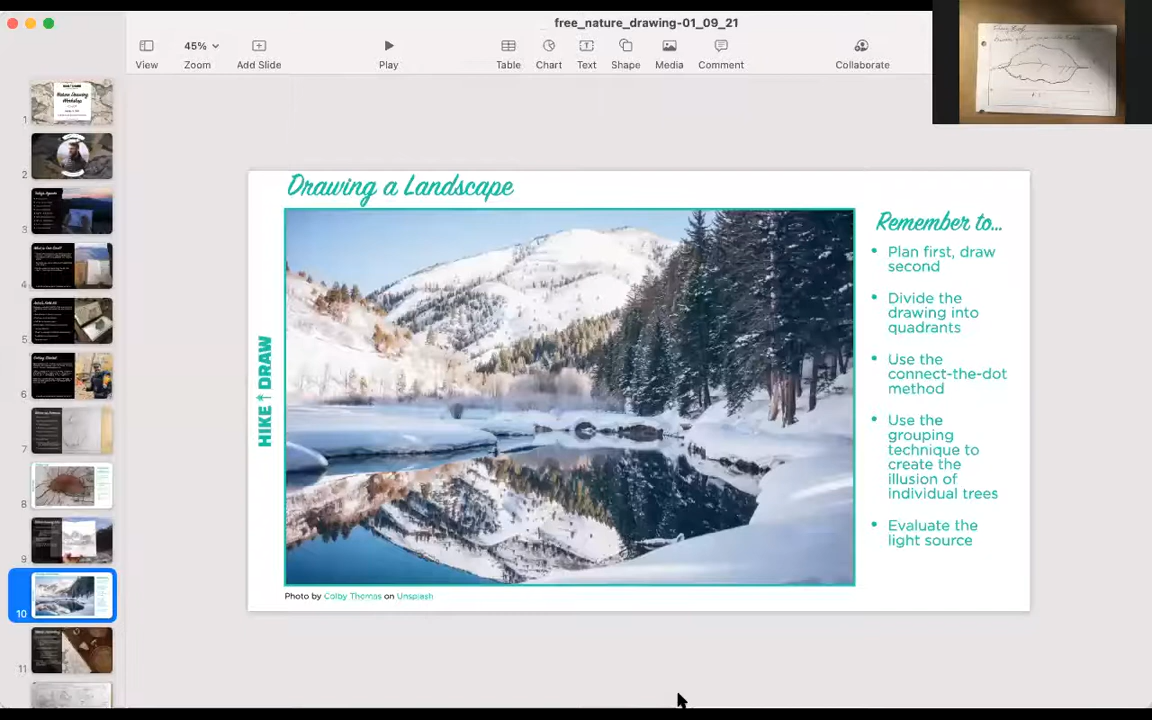 free_nature_drawing-01_09_21
45%
View
Zoom
Add Slide
Play
Table
Chart
Text
Shape
Media
Comment
Collaborate
1
2
3
4
5
6
7
8
9
10
11
Drawing a Landscape
HIKE DRAW
Remember to...
• Plan first, draw
second
• Divide the
drawing into
quadrants
• Use the
connect-the-dot
method
• Use the
grouping
technique to
create the
illusion of
individual trees
• Evaluate the
light source
Photo by Colby Thomas on Unsplash